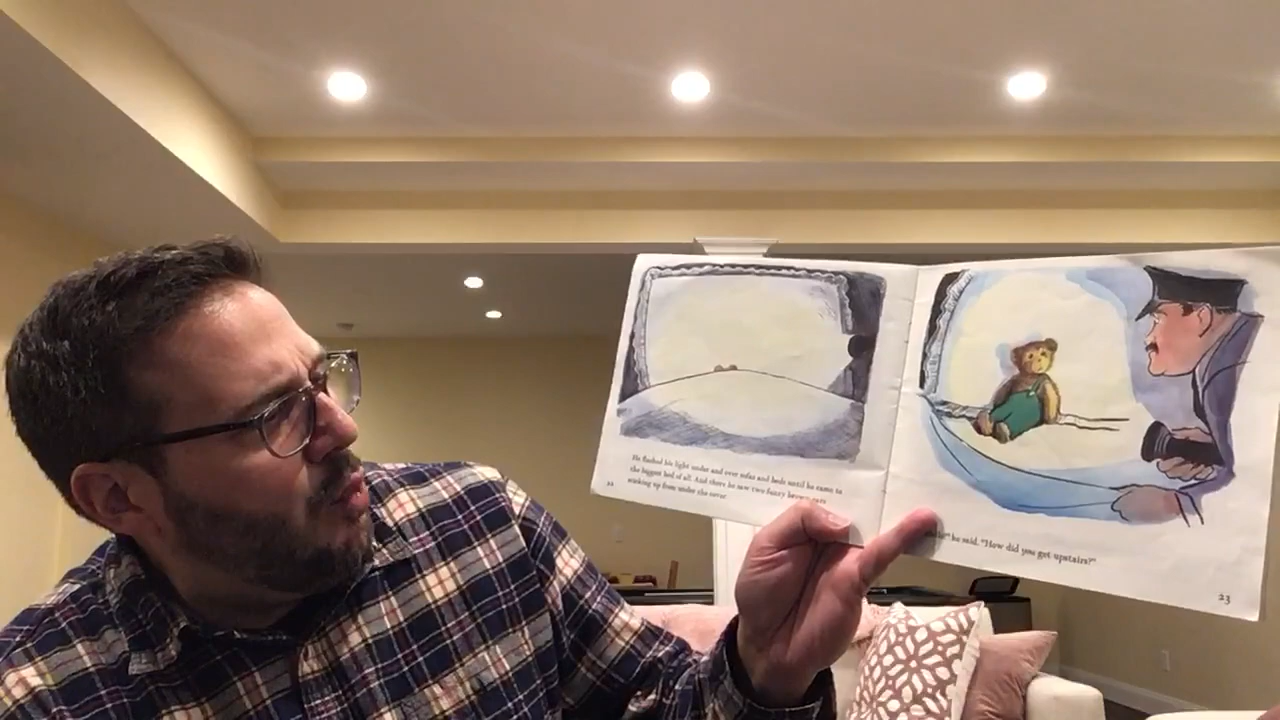 He flashed his light under and over sofas and beds until he came to
the biggest bed of all. And there he saw two fuzzy brown ears
sticking up from under the cover.
22
he said. "How did you get upstairs?"
23